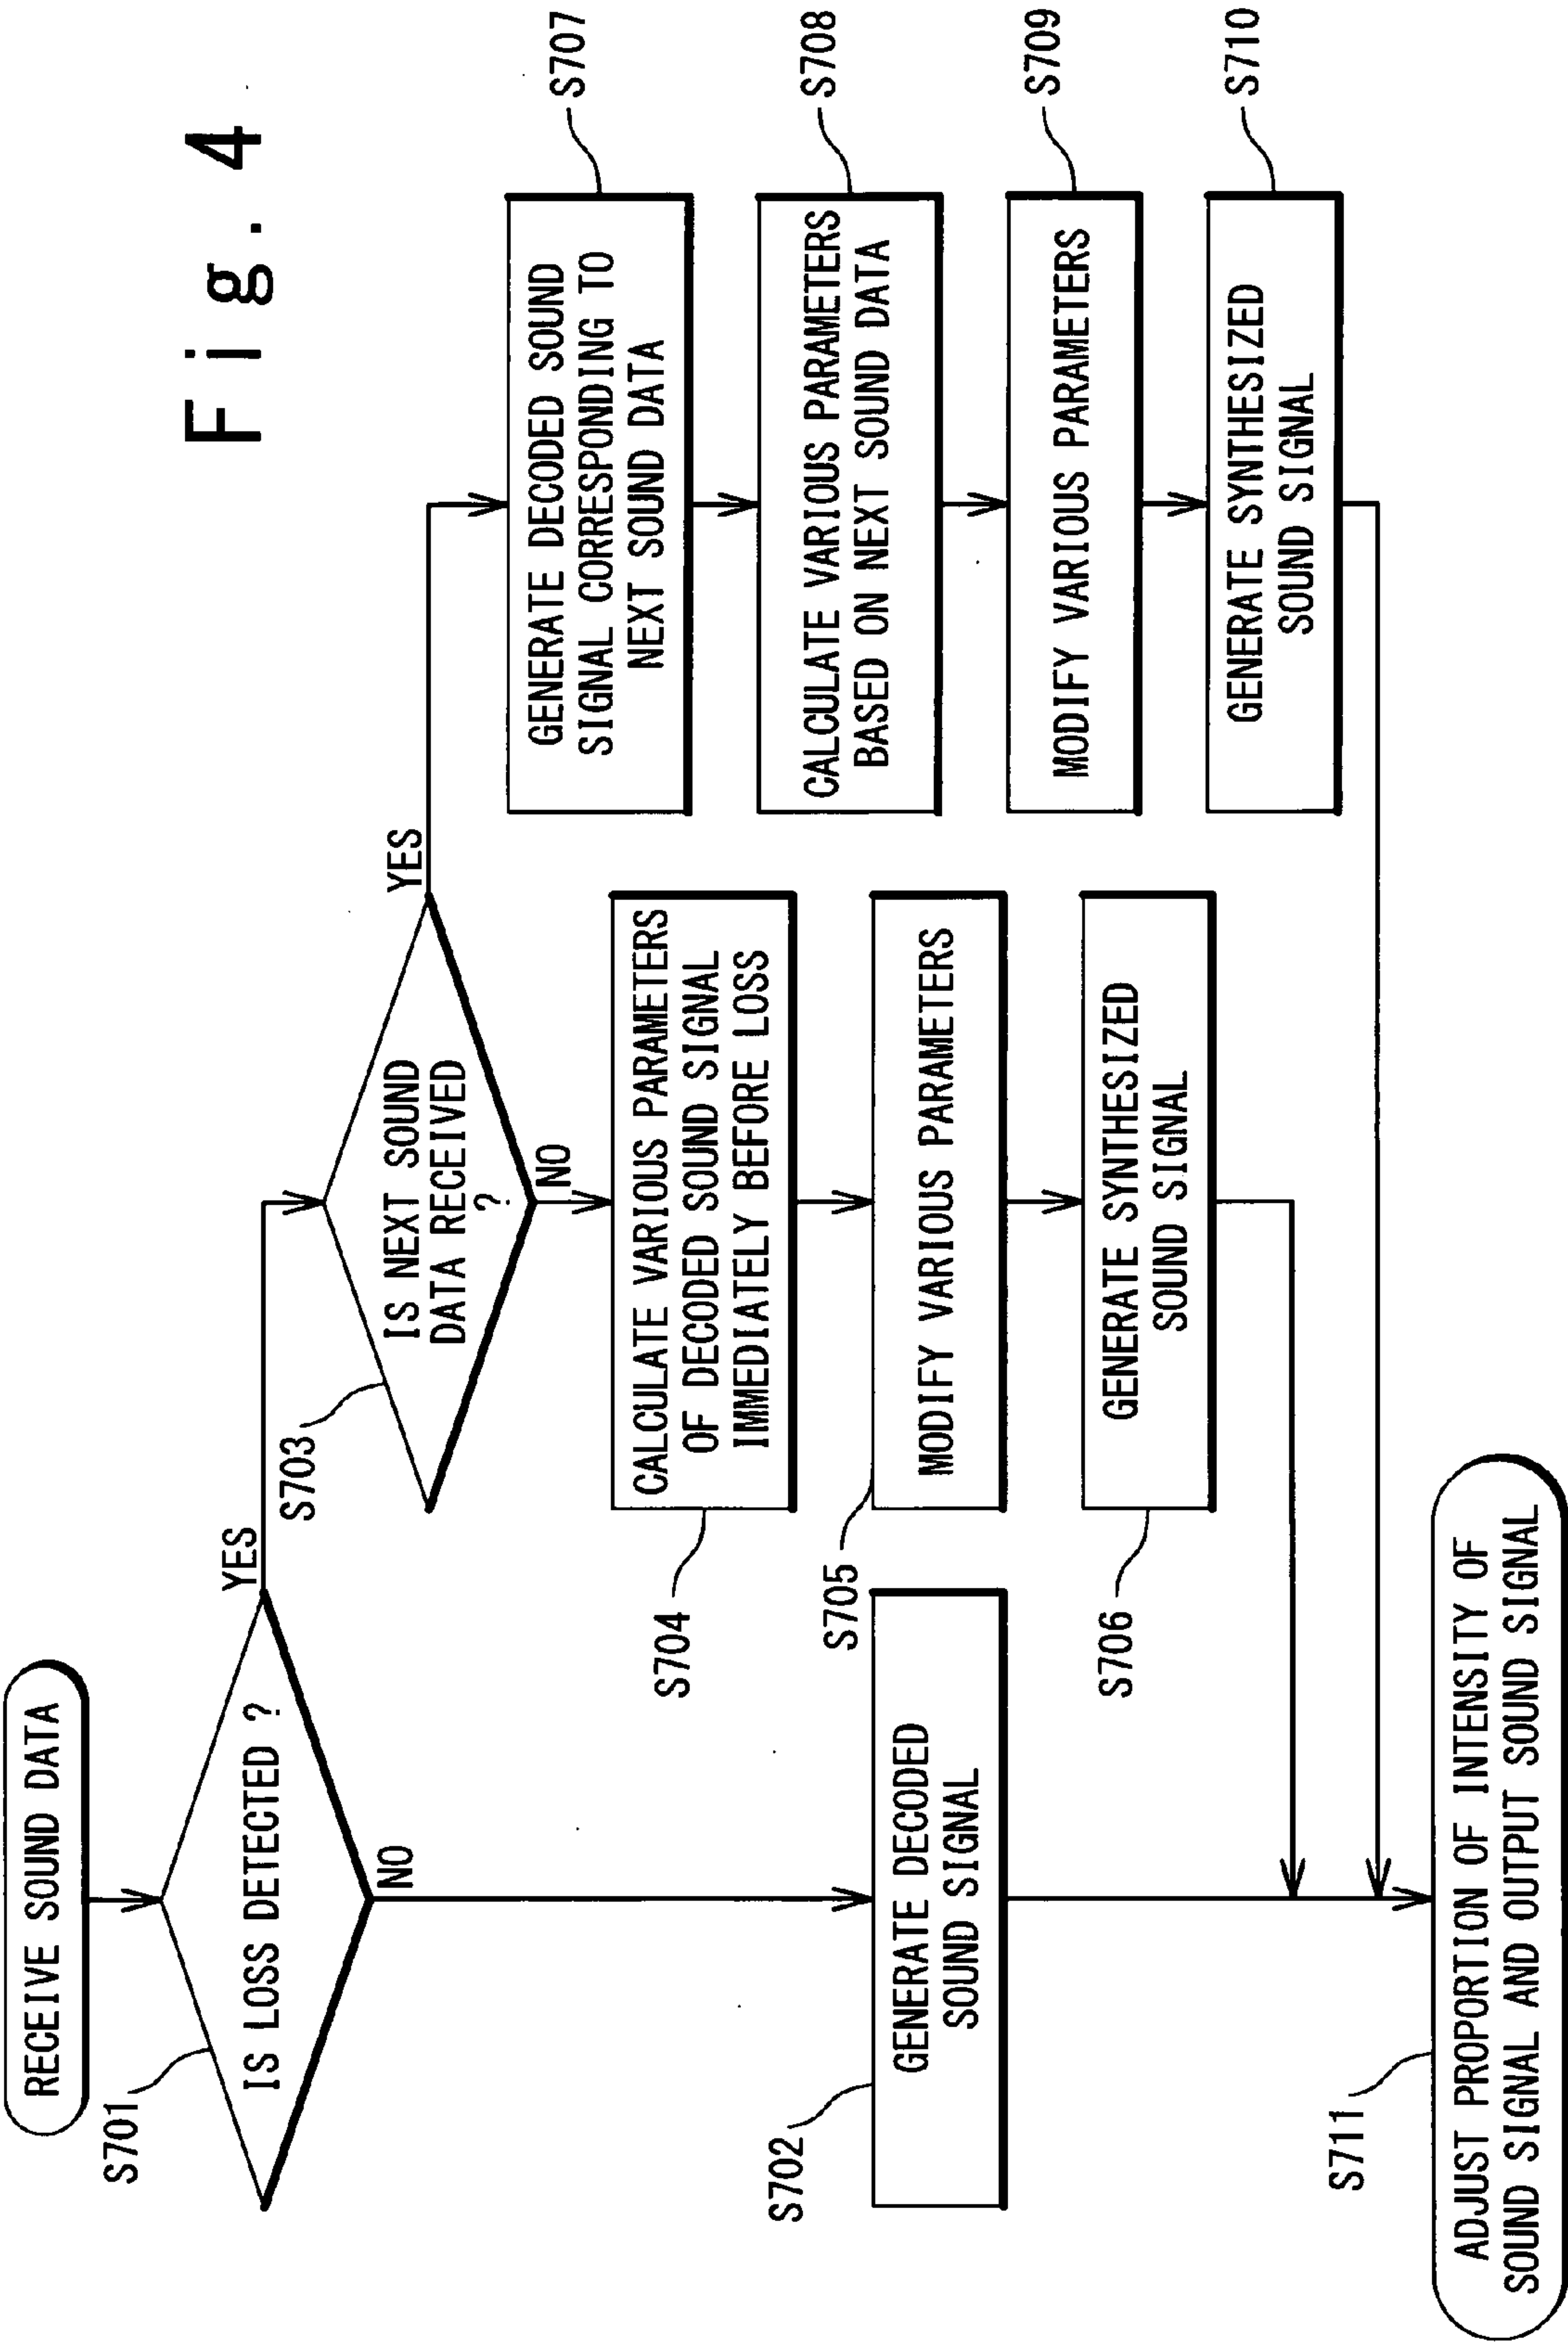 Fig. 4
RECEIVE SOUND DATA
S701
IS LOSS DETECTED ?
YES
NO
S703
IS NEXT SOUND
DATA RECEIVED
?
YES
NO
S702
GENERATE DECODED
SOUND SIGNAL
S704
CALCULATE VARIOUS PARAMETERS
OF DECODED SOUND SIGNAL
IMMEDIATELY BEFORE LOSS
S705
MODIFY VARIOUS PARAMETERS
S706
GENERATE SYNTHESIZED
SOUND SIGNAL
S707
GENERATE DECODED SOUND
SIGNAL CORRESPONDING TO
NEXT SOUND DATA
S708
CALCULATE VARIOUS PARAMETERS
BASED ON NEXT SOUND DATA
S709
MODIFY VARIOUS PARAMETERS
S710
GENERATE SYNTHESIZED
SOUND SIGNAL
S711
ADJUST PROPORTION OF INTENSITY OF
SOUND SIGNAL AND OUTPUT SOUND SIGNAL